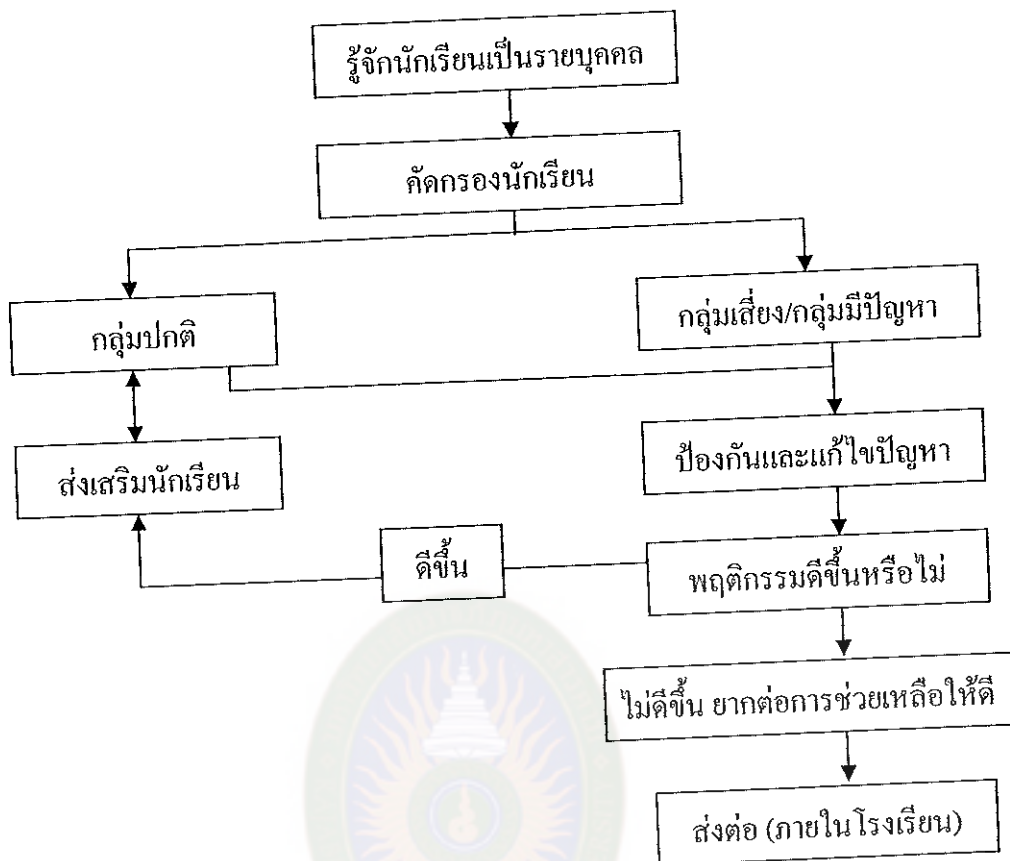 รู้จักนักเรียนเป็นรายบุคคล
คัดกรองนักเรียน
กลุ่มปกติ
กลุ่มเสี่ยง/กลุ่มมีปัญหา
ส่งเสริมนักเรียน
ป้องกันและแก้ไขปัญหา
ดีขึ้น
พฤติกรรมดีขึ้นหรือไม่
ไม่ดีขึ้น ยากต่อการช่วยเหลือให้ดี
ส่งต่อ (ภายในโรงเรียน)